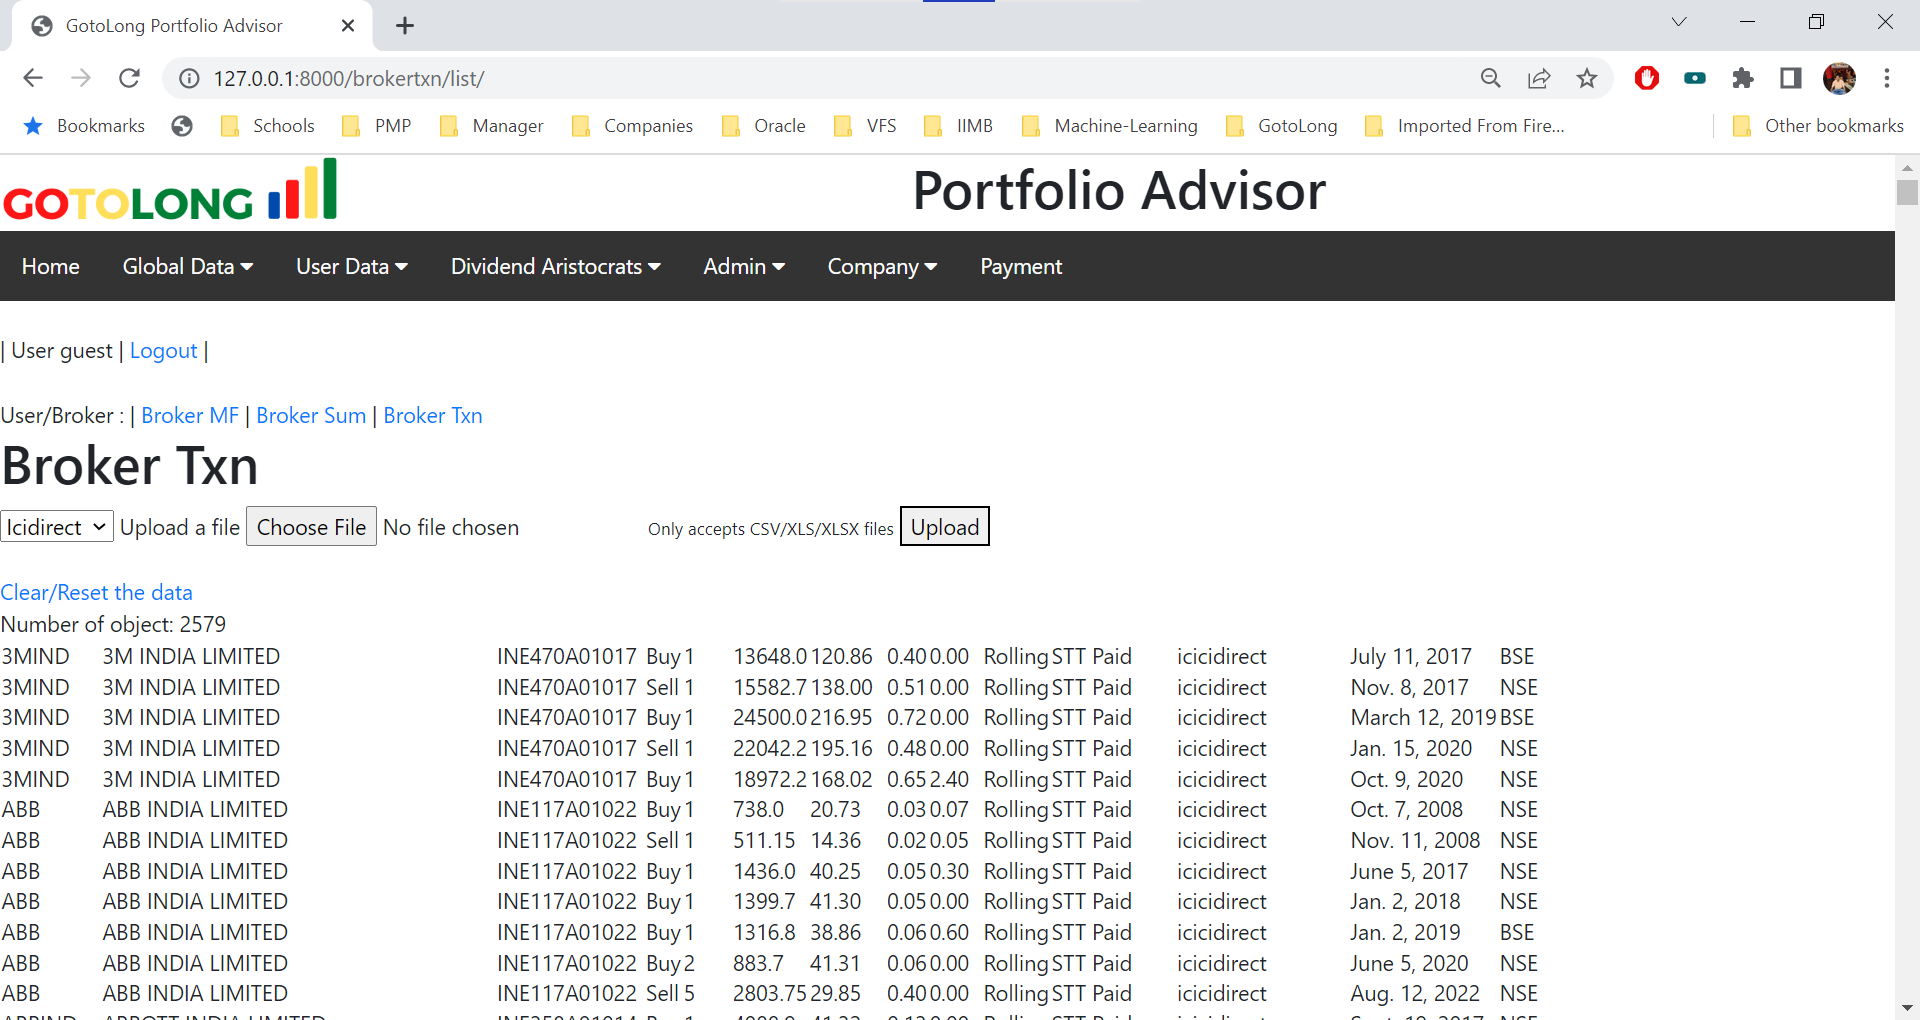 GotoLong Portfolio Advisor
127.0.0.1:8000/brokertxn/list/
Bookmarks Schools PMP Manager Companies Oracle VFS IIMB Machine-Learning GotoLong Imported From Fire... Other bookmarks
GOTOLONG Portfolio Advisor
Home Global Data User Data Dividend Aristocrats Admin Company Payment
| User guest | Logout |
User/Broker : | Broker MF | Broker Sum | Broker Txn
Broker Txn
Icidirect Upload a file Choose File No file chosen Only accepts CSV/XLS/XLSX files Upload
Clear/Reset the data
Number of object: 2579
3MIND 3M INDIA LIMITED INE470A01017 Buy 1 13648.0 120.86 0.40 0.00 Rolling STT Paid icicidirect July 11, 2017 BSE
3MIND 3M INDIA LIMITED INE470A01017 Sell 1 15582.7 138.00 0.51 0.00 Rolling STT Paid icicidirect Nov. 8, 2017 NSE
3MIND 3M INDIA LIMITED INE470A01017 Buy 1 24500.0 216.95 0.72 0.00 Rolling STT Paid icicidirect March 12, 2019 BSE
3MIND 3M INDIA LIMITED INE470A01017 Sell 1 22042.2 195.16 0.48 0.00 Rolling STT Paid icicidirect Jan. 15, 2020 NSE
3MIND 3M INDIA LIMITED INE470A01017 Buy 1 18972.2 168.02 0.65 2.40 Rolling STT Paid icicidirect Oct. 9, 2020 NSE
ABB ABB INDIA LIMITED INE117A01022 Buy 1 738.0 20.73 0.03 0.07 Rolling STT Paid icicidirect Oct. 7, 2008 NSE
ABB ABB INDIA LIMITED INE117A01022 Sell 1 511.15 14.36 0.02 0.05 Rolling STT Paid icicidirect Nov. 11, 2008 NSE
ABB ABB INDIA LIMITED INE117A01022 Buy 1 1436.0 40.25 0.05 0.30 Rolling STT Paid icicidirect June 5, 2017 NSE
ABB ABB INDIA LIMITED INE117A01022 Buy 1 1399.7 41.30 0.05 0.00 Rolling STT Paid icicidirect Jan. 2, 2018 NSE
ABB ABB INDIA LIMITED INE117A01022 Buy 1 1316.8 38.86 0.06 0.60 Rolling STT Paid icicidirect Jan. 2, 2019 BSE
ABB ABB INDIA LIMITED INE117A01022 Buy 2 883.7 41.31 0.06 0.00 Rolling STT Paid icicidirect June 5, 2020 NSE
ABB ABB INDIA LIMITED INE117A01022 Sell 5 2803.75 29.85 0.40 0.00 Rolling STT Paid icicidirect Aug. 12, 2022 NSE